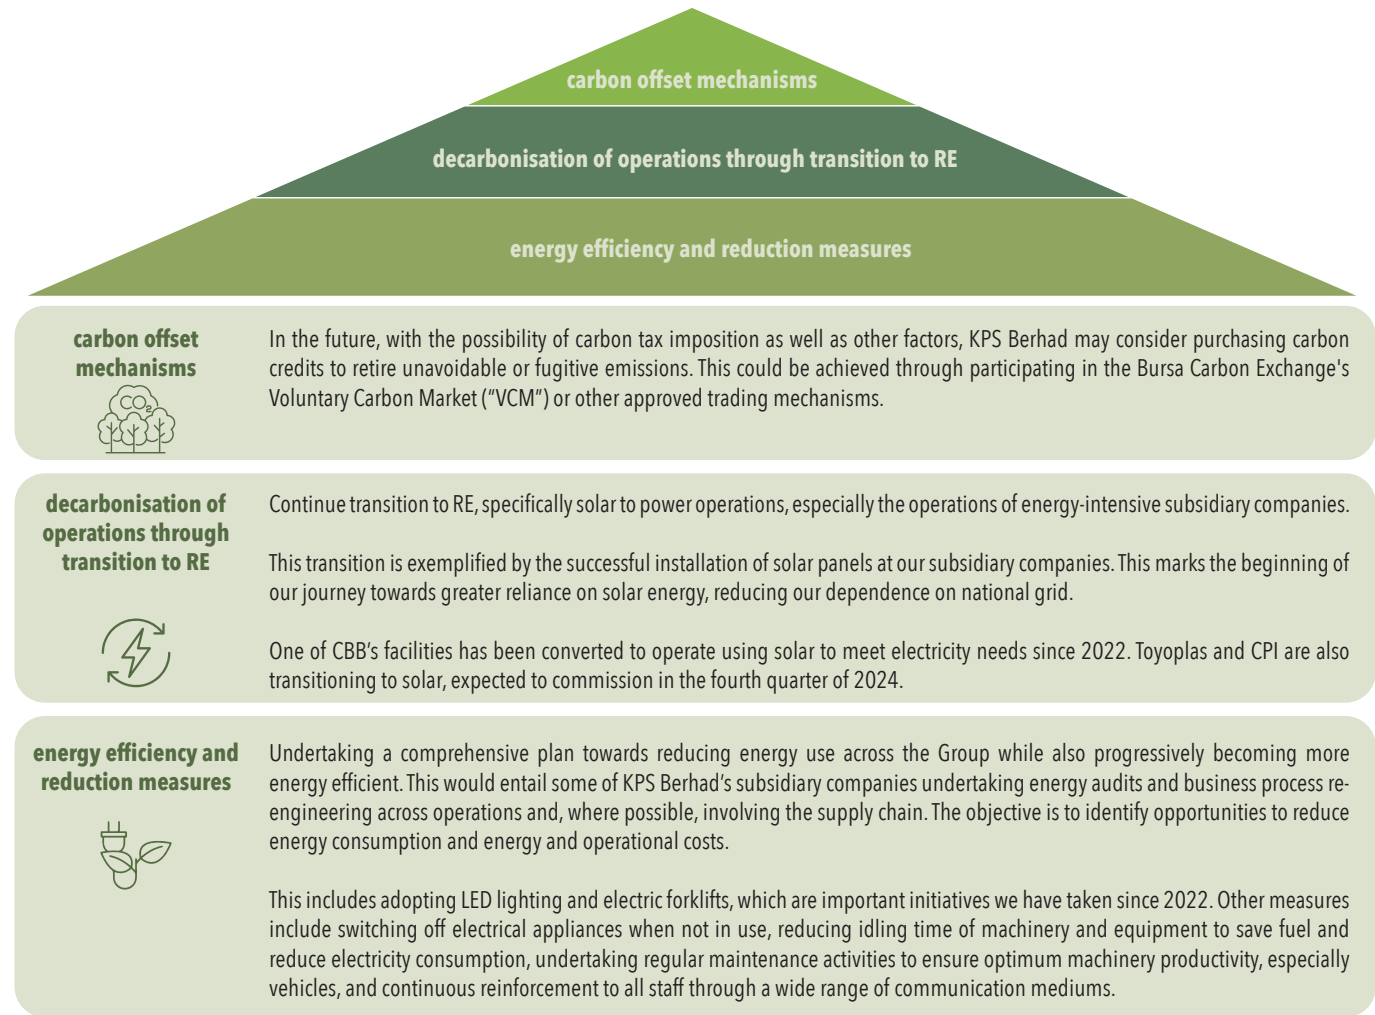 carbon offset mechanisms
decarbonisation of operations through transition to RE
energy efficiency and reduction measures
carbon offset
mechanisms
CO2
In the future, with the possibility of carbon tax imposition as well as other factors, KPS Berhad may consider purchasing carbon
credits to retire unavoidable or fugitive emissions. This could be achieved through participating in the Bursa Carbon Exchange's
Voluntary Carbon Market (“VCM”) or other approved trading mechanisms.
decarbonisation of
operations through
transition to RE
Continue transition to RE, specifically solar to power operations, especially the operations of energy-intensive subsidiary companies.
This transition is exemplified by the successful installation of solar panels at our subsidiary companies. This marks the beginning of
our journey towards greater reliance on solar energy, reducing our dependence on national grid.
One of CBB’s facilities has been converted to operate using solar to meet electricity needs since 2022. Toyoplas and CPI are also
transitioning to solar, expected to commission in the fourth quarter of 2024.
energy efficiency and
reduction measures
Undertaking a comprehensive plan towards reducing energy use across the Group while also progressively becoming more
energy efficient. This would entail some of KPS Berhad’s subsidiary companies undertaking energy audits and business process re-
engineering across operations and, where possible, involving the supply chain. The objective is to identify opportunities to reduce
energy consumption and energy and operational costs.
This includes adopting LED lighting and electric forklifts, which are important initiatives we have taken since 2022. Other measures
include switching off electrical appliances when not in use, reducing idling time of machinery and equipment to save fuel and
reduce electricity consumption, undertaking regular maintenance activities to ensure optimum machinery productivity, especially
vehicles, and continuous reinforcement to all staff through a wide range of communication mediums.